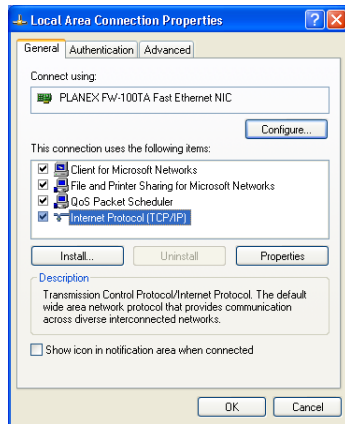 Local Area Connection Properties
General Authentication Advanced
Connect using:
PLANEX FW-100TA Fast Ethernet NIC
Configure...
This connection uses the following items:
Client for Microsoft Networks
File and Printer Sharing for Microsoft Networks
QoS Packet Scheduler
Internet Protocol (TCP/IP)
Install... Uninstall Properties
Description
Transmission Control Protocol/Internet Protocol. The default
wide area network protocol that provides communication
across diverse interconnected networks.
Show icon in notification area when connected
OK Cancel